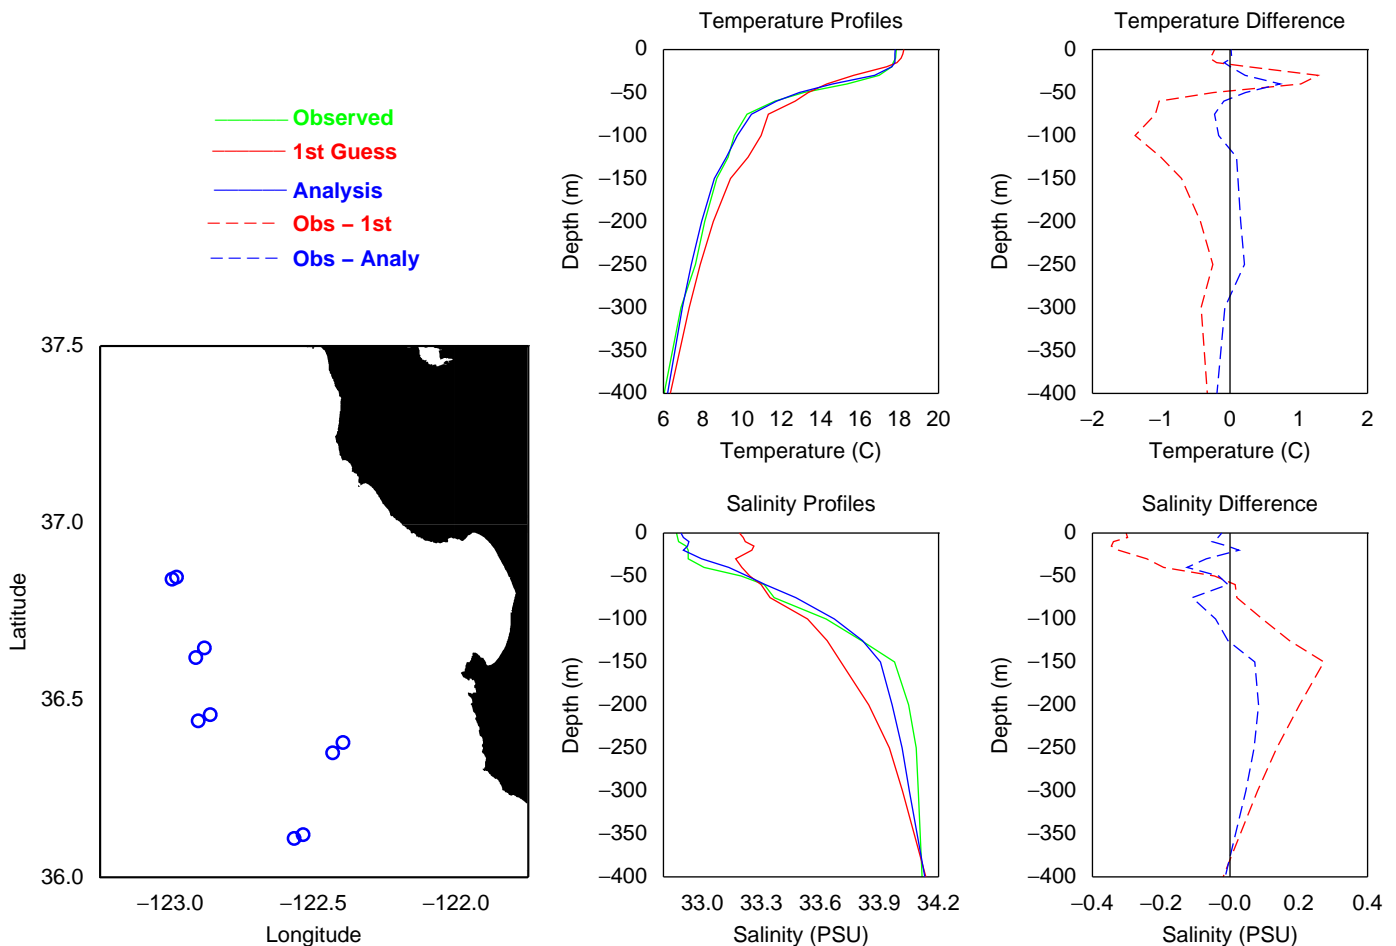 Temperature Profiles
0
−50
−100
−150
−200
−250
−300
−350
−400
Depth (m)
6 8 10 12 14 16 18 20
Temperature (C)
Temperature Difference
0
−50
−100
−150
−200
−250
−300
−350
−400
Depth (m)
−2 −1 0 1 2
Temperature (C)
Observed
1st Guess
Analysis
Obs − 1st
Obs − Analy
37.5
37.0
36.5
36.0
Latitude
−123.0 −122.5 −122.0
Longitude
Salinity Profiles
0
−50
−100
−150
−200
−250
−300
−350
−400
Depth (m)
33.0 33.3 33.6 33.9 34.2
Salinity (PSU)
Salinity Difference
0
−50
−100
−150
−200
−250
−300
−350
−400
Depth (m)
−0.4 −0.2 −0.0 0.2 0.4
Salinity (PSU)